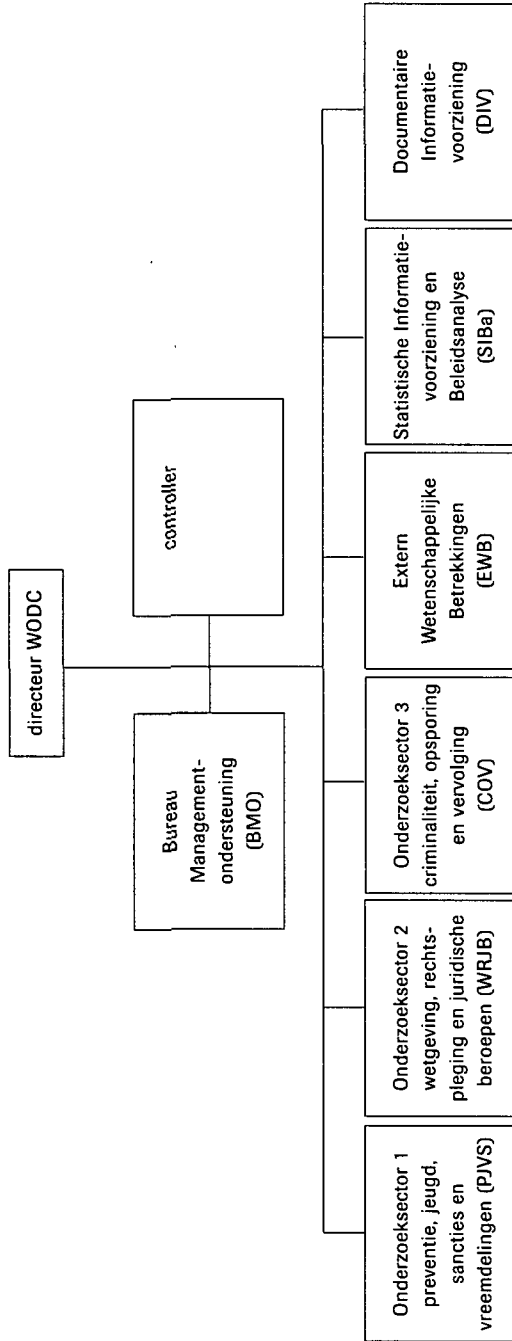 directeur WODC
Bureau
Management-
ondersteuning
(BMO)
controller
Onderzoeksector 1
preventie, jeugd,
sancties en
vreemdelingen (PJVS)
Onderzoeksector 2
wetgeving, rechts-
pleging en juridische
beroepen (WRJB)
Onderzoeksector 3
criminaliteit, opsporing
en vervolging
(COV)
Extern
Wetenschappelijke
Betrekkingen
(EWB)
Statistische Informatie-
voorziening en
Beleidsanalyse
(SIBa)
Documentaire
Informatie-
voorziening
(DIV)